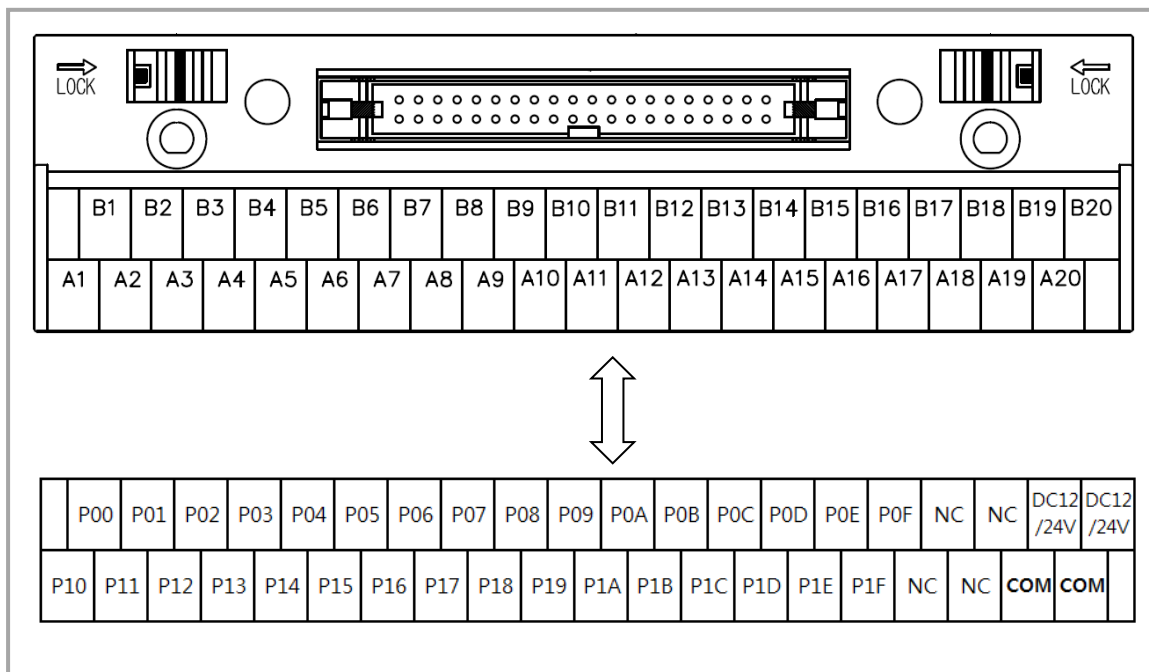 LOCK LOCK
B1 B2 B3 B4 B5 B6 B7 B8 B9 B10 B11 B12 B13 B14 B15 B16 B17 B18 B19 B20
A1 A2 A3 A4 A5 A6 A7 A8 A9 A10 A11 A12 A13 A14 A15 A16 A17 A18 A19 A20
P00 P01 P02 P03 P04 P05 P06 P07 P08 P09 P0A P0B P0C P0D P0E P0F NC NC DC12 /24V DC12 /24V
P10 P11 P12 P13 P14 P15 P16 P17 P18 P19 P1A P1B P1C P1D P1E P1F NC NC COM COM